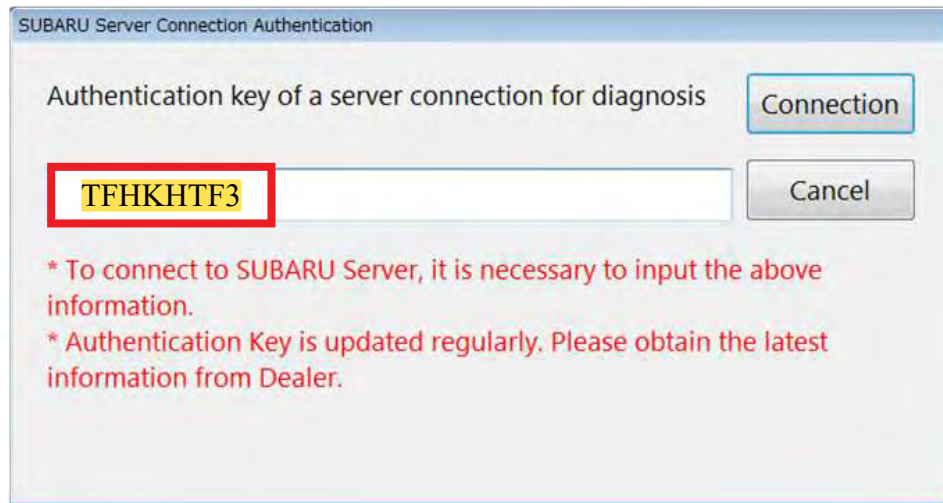 SUBARU Server Connection Authentication
Authentication key of a server connection for diagnosis
Connection
TFHKHTF3
Cancel
* To connect to SUBARU Server, it is necessary to input the above
information.
* Authentication Key is updated regularly. Please obtain the latest
information from Dealer.